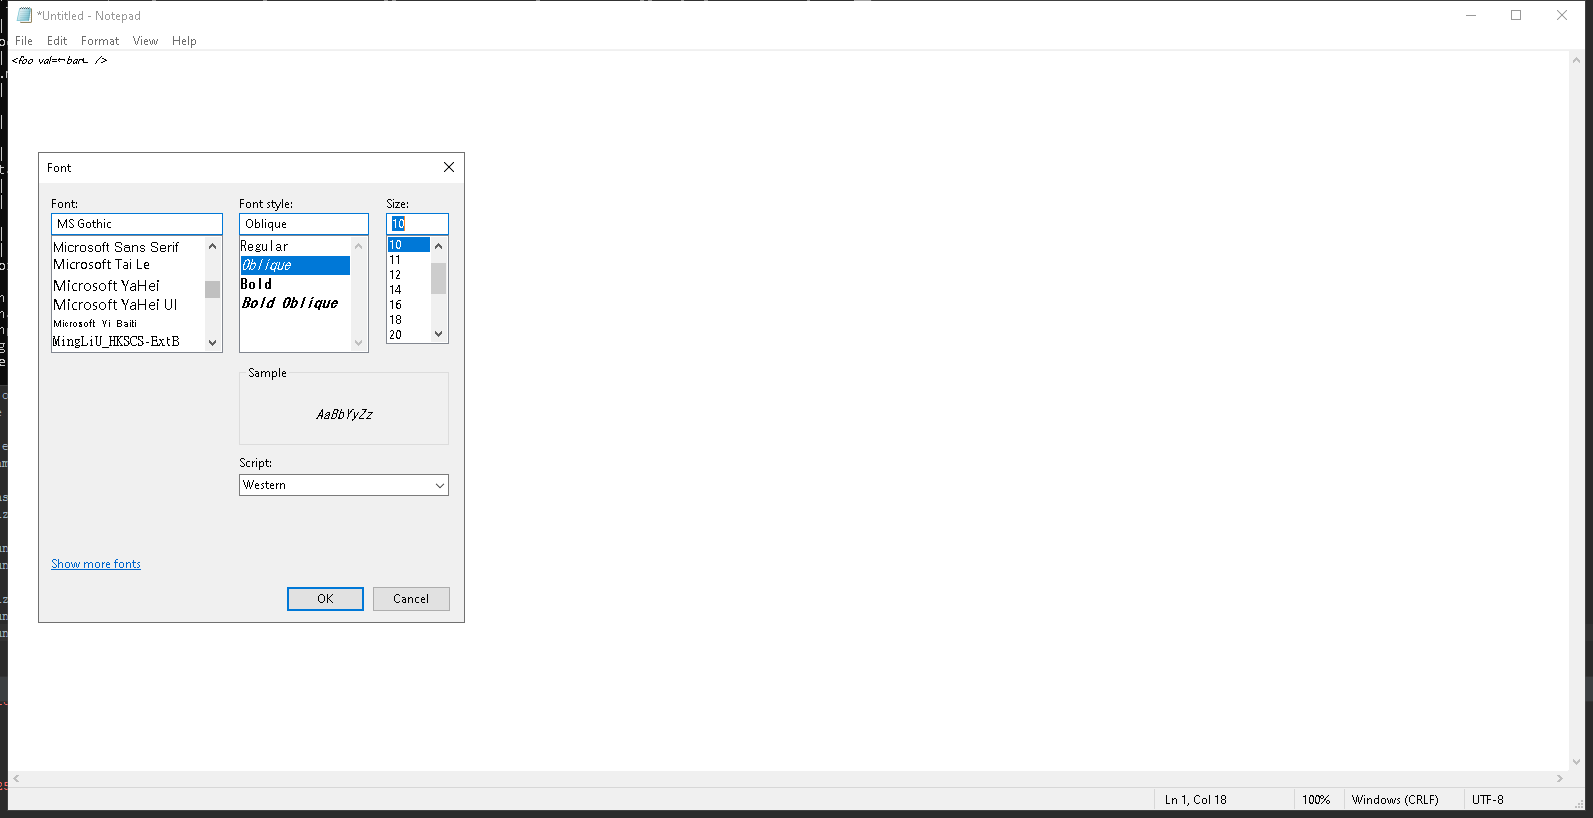 *Untitled - Notepad
File Edit Format View Help
<foo val=←bar← />
Font
Font: Font style: Size:
MS Gothic Oblique 10
Microsoft Sans Serif
Microsoft Tai Le
Microsoft YaHei
Microsoft YaHei UI
Microsoft Yi Baiti
MingLiU_HKSCS-ExtB
Regular
Oblique
Bold
Bold Oblique
10
11
12
14
16
18
20
Sample
AaBbYyZz
Script:
Western
Show more fonts
OK Cancel
Ln 1, Col 18 100% Windows (CRLF) UTF-8